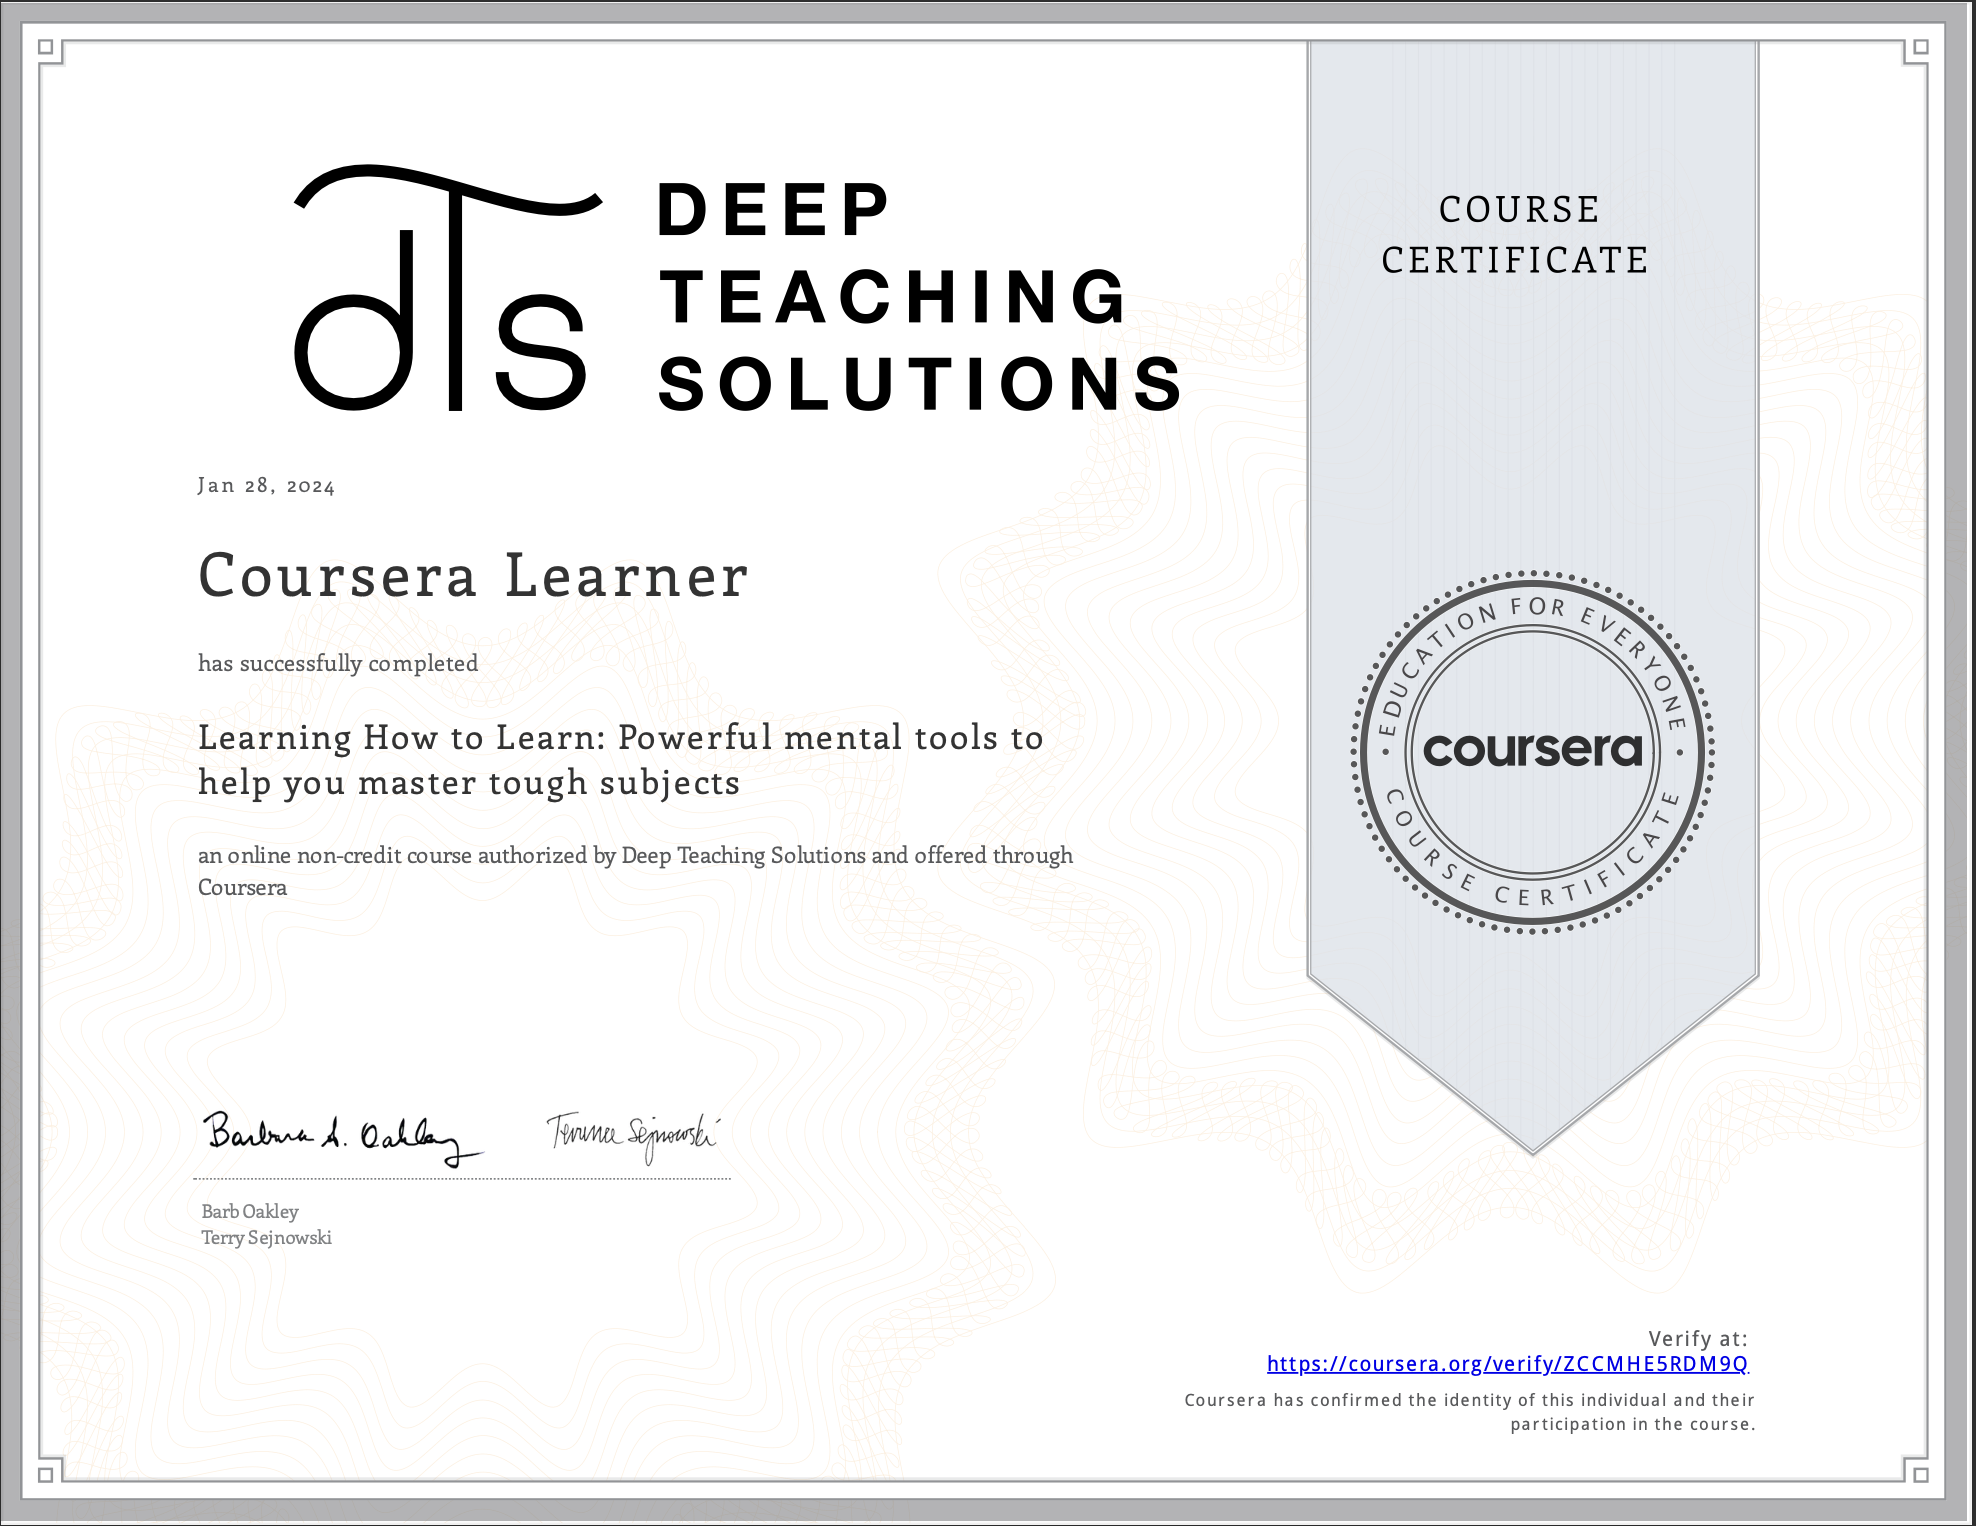 dTs
DEEP
TEACHING
SOLUTIONS
COURSE
CERTIFICATE
Jan 28, 2024
Coursera Learner
has successfully completed
Learning How to Learn: Powerful mental tools to
help you master tough subjects
an online non-credit course authorized by Deep Teaching Solutions and offered through
Coursera
EDUCATION FOR EVERYONE
coursera
COURSE CERTIFICATE
Barbara A. Oakley
Terrence Sejnowski
Barb Oakley
Terry Sejnowski
Verify at:
https://coursera.org/verify/ZCCMHE5RDM9Q
Coursera has confirmed the identity of this individual and their
participation in the course.